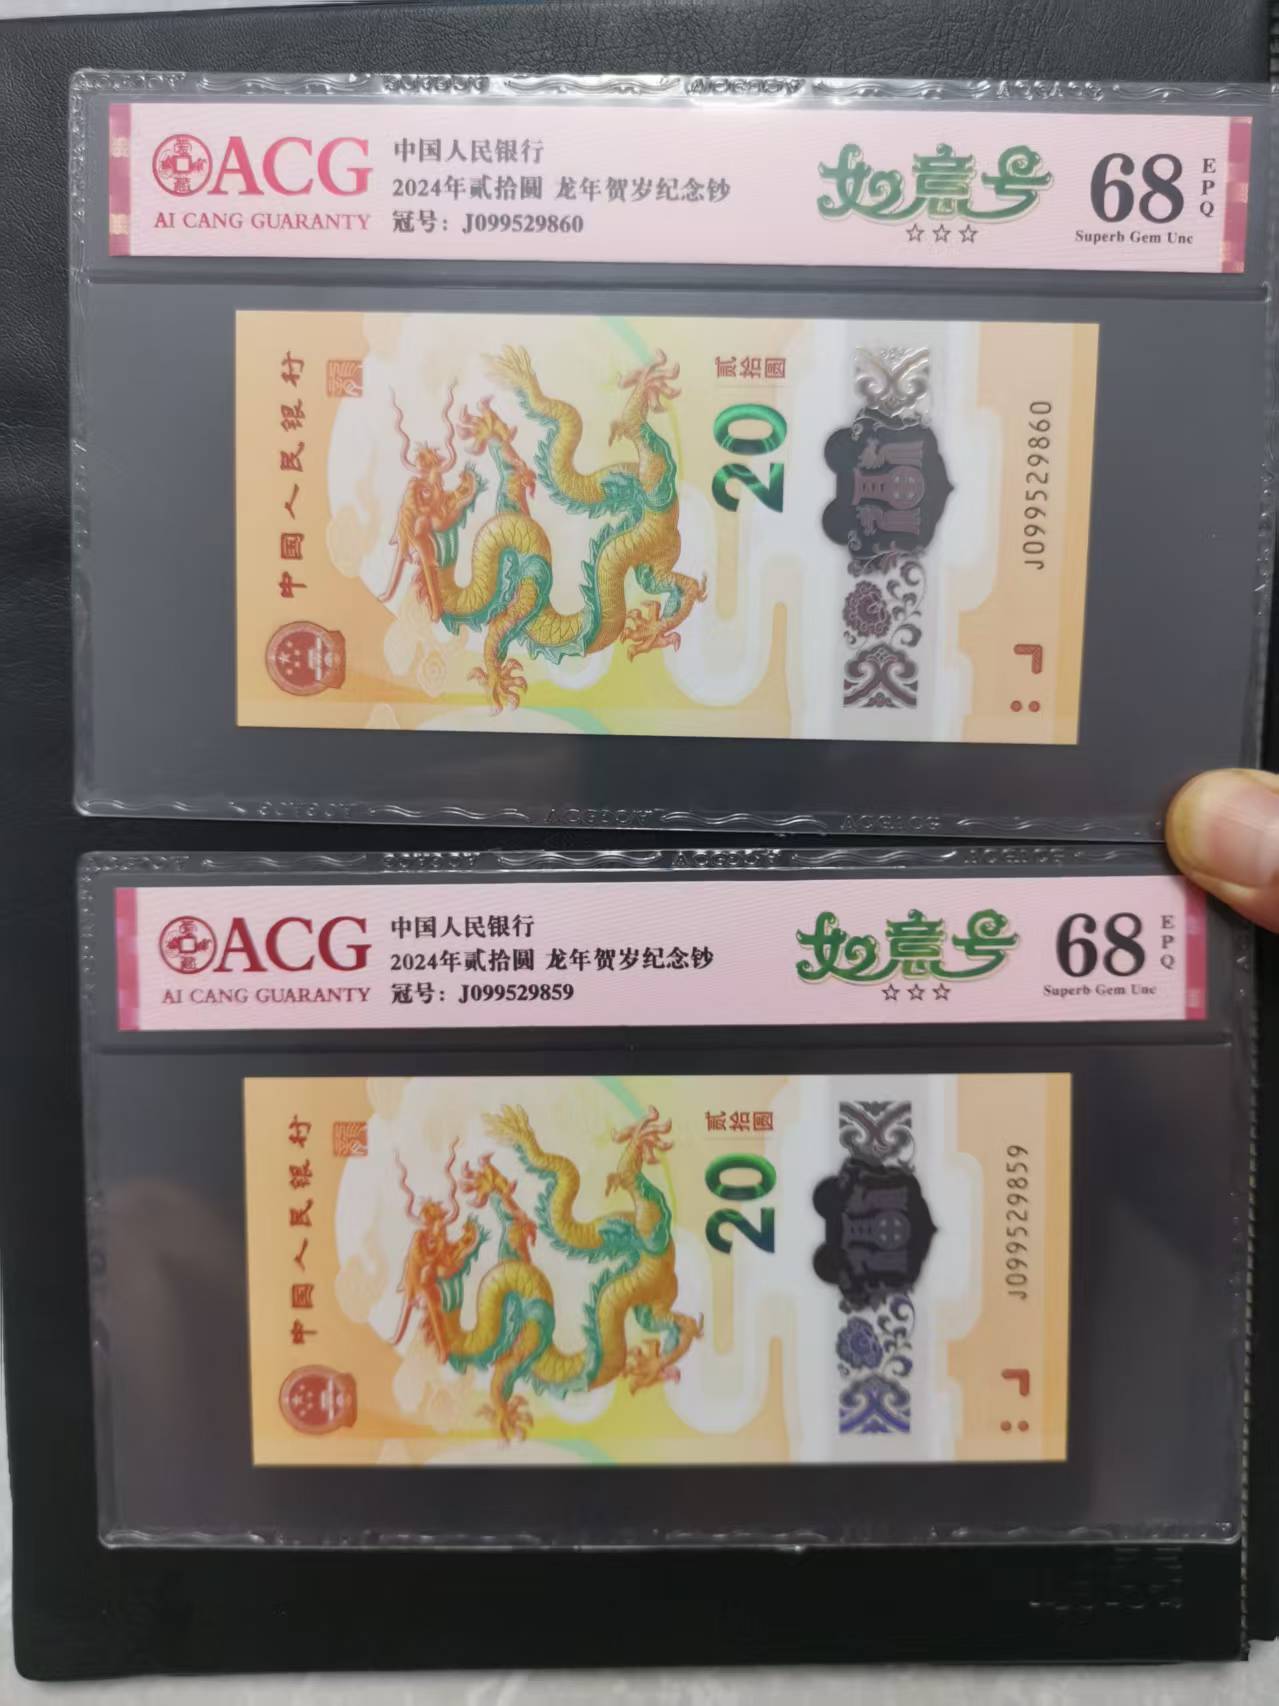 ACG
AI CANG GUARANTY
中国人民银行
2024年贰拾圆 龙年贺岁纪念钞
冠号：J099529860
如意号
☆☆☆
68
EPQ
Superb Gem Unc
中国人民银行
贰拾圆
20
J099529860
ACG
AI CANG GUARANTY
中国人民银行
2024年贰拾圆 龙年贺岁纪念钞
冠号：J099529859
如意号
☆☆☆
68
EPQ
Superb Gem Unc
中国人民银行
贰拾圆
20
J099529859